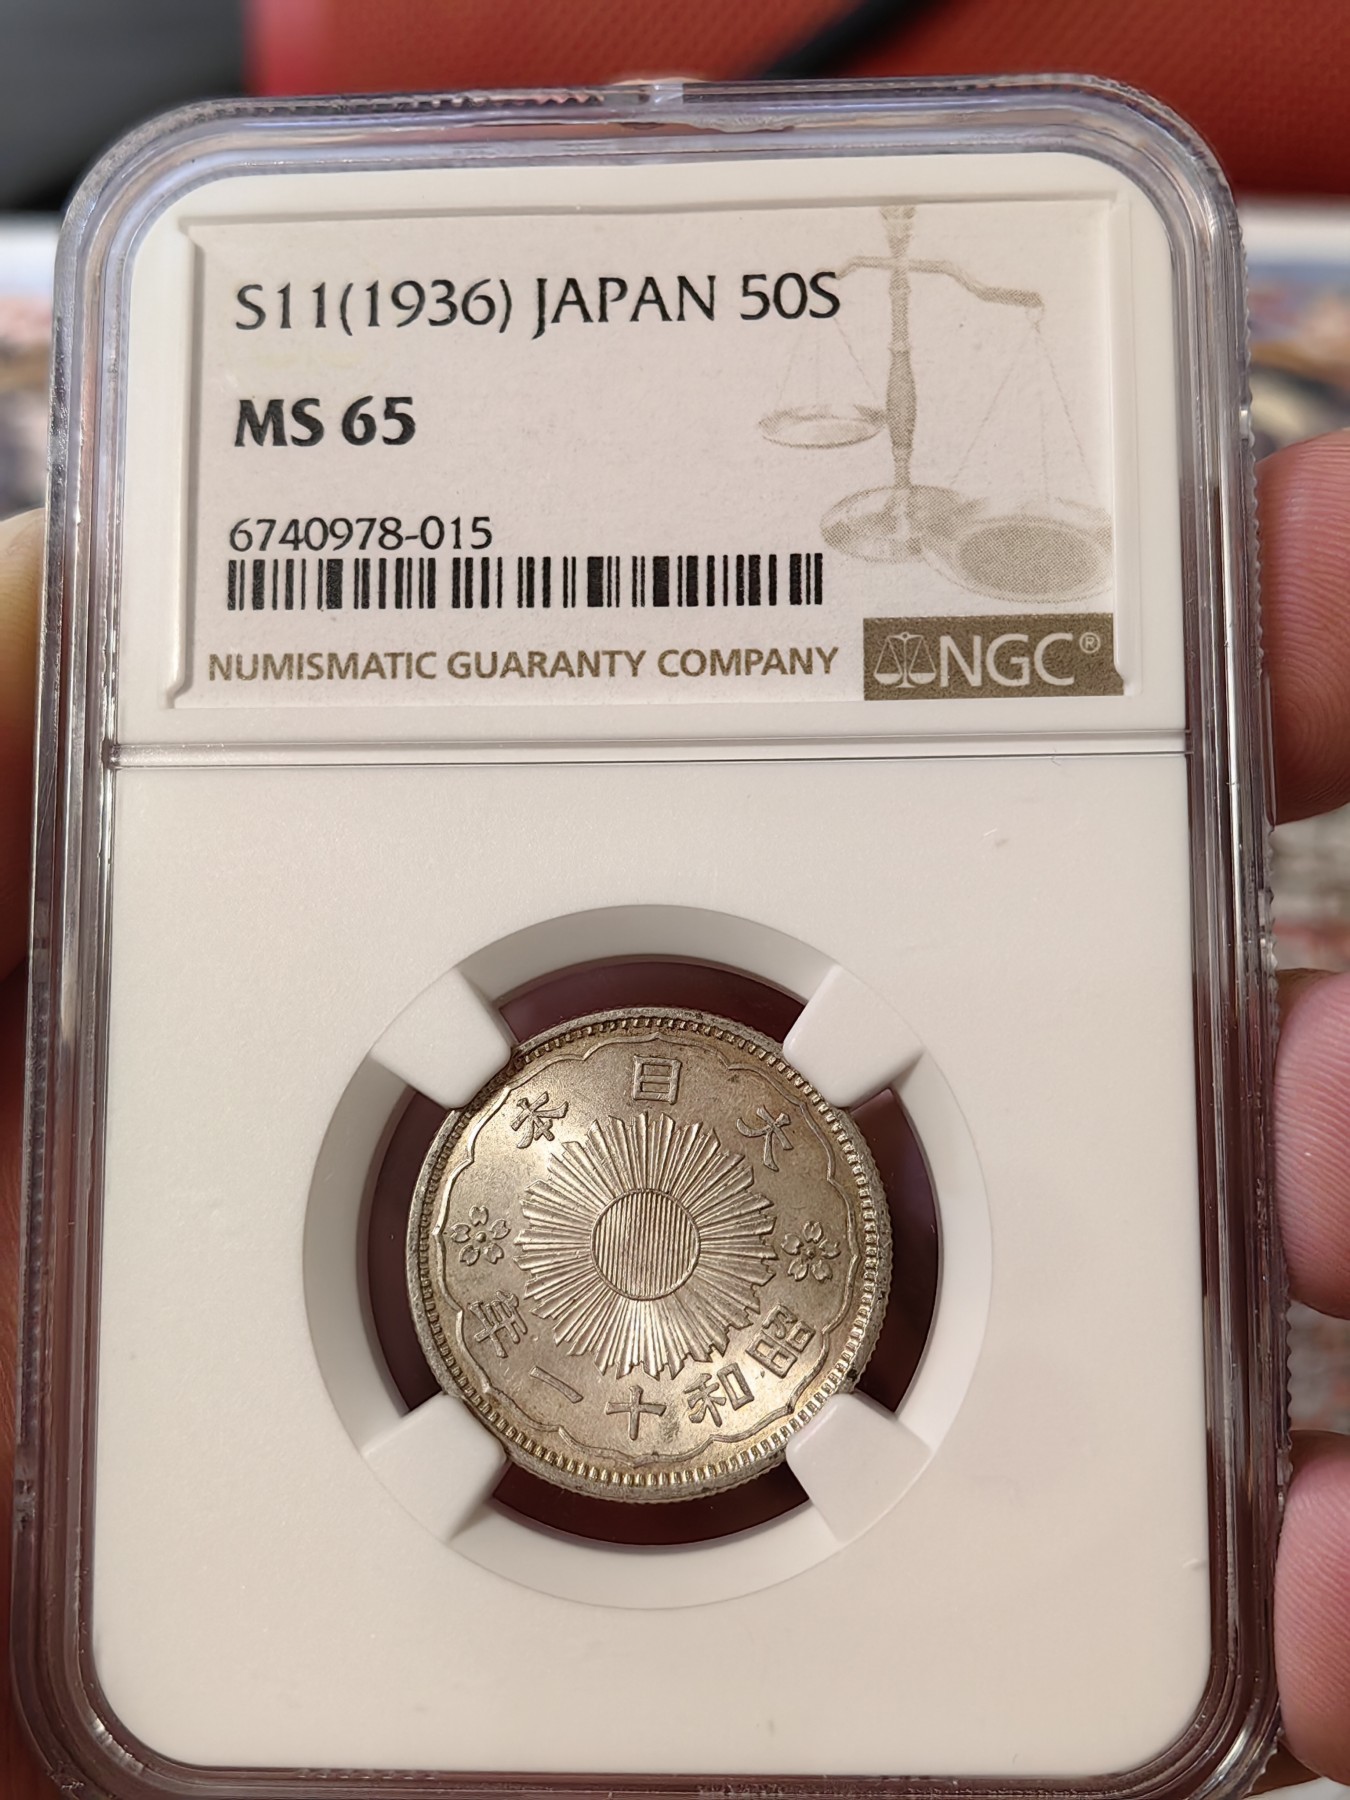 S11(1936) JAPAN 50S
MS 65
6740978-015
NUMISMATIC GUARANTY COMPANY
NGC®
大日本
昭和十一年